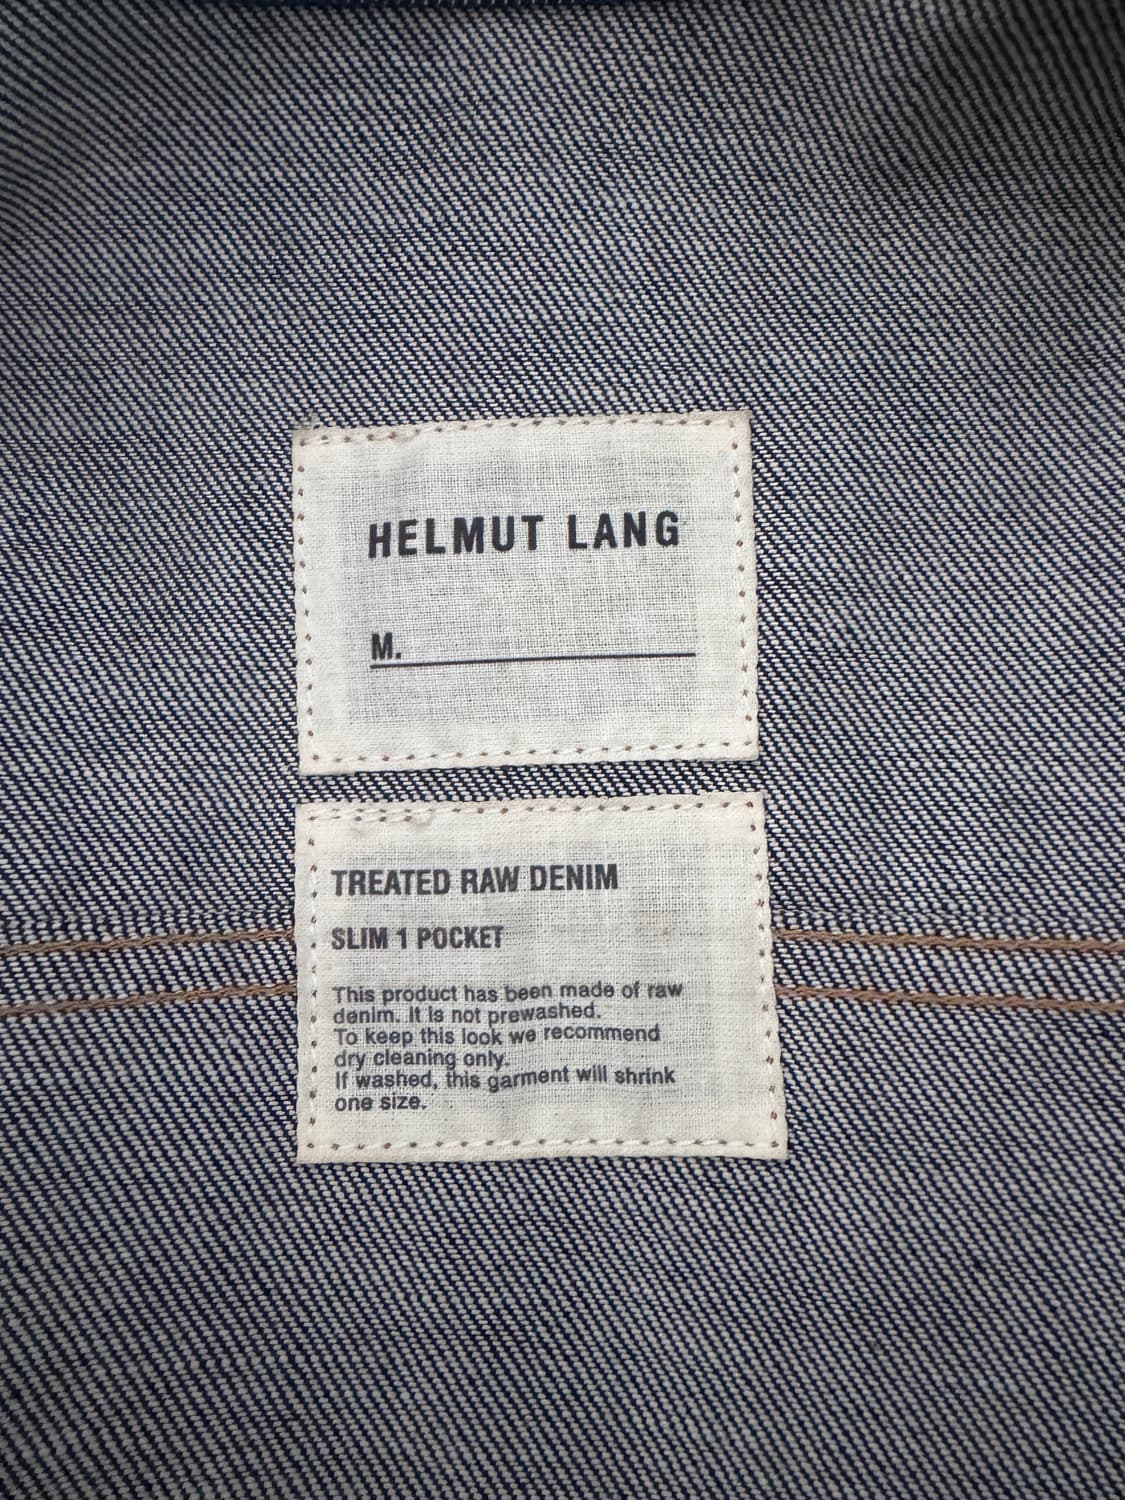 HELMUT LANG
M.
TREATED RAW DENIM
SLIM 1 POCKET
This product has been made of raw
denim. It is not prewashed.
To keep this look we recommend
dry cleaning only.
If washed, this garment will shrink
one size.